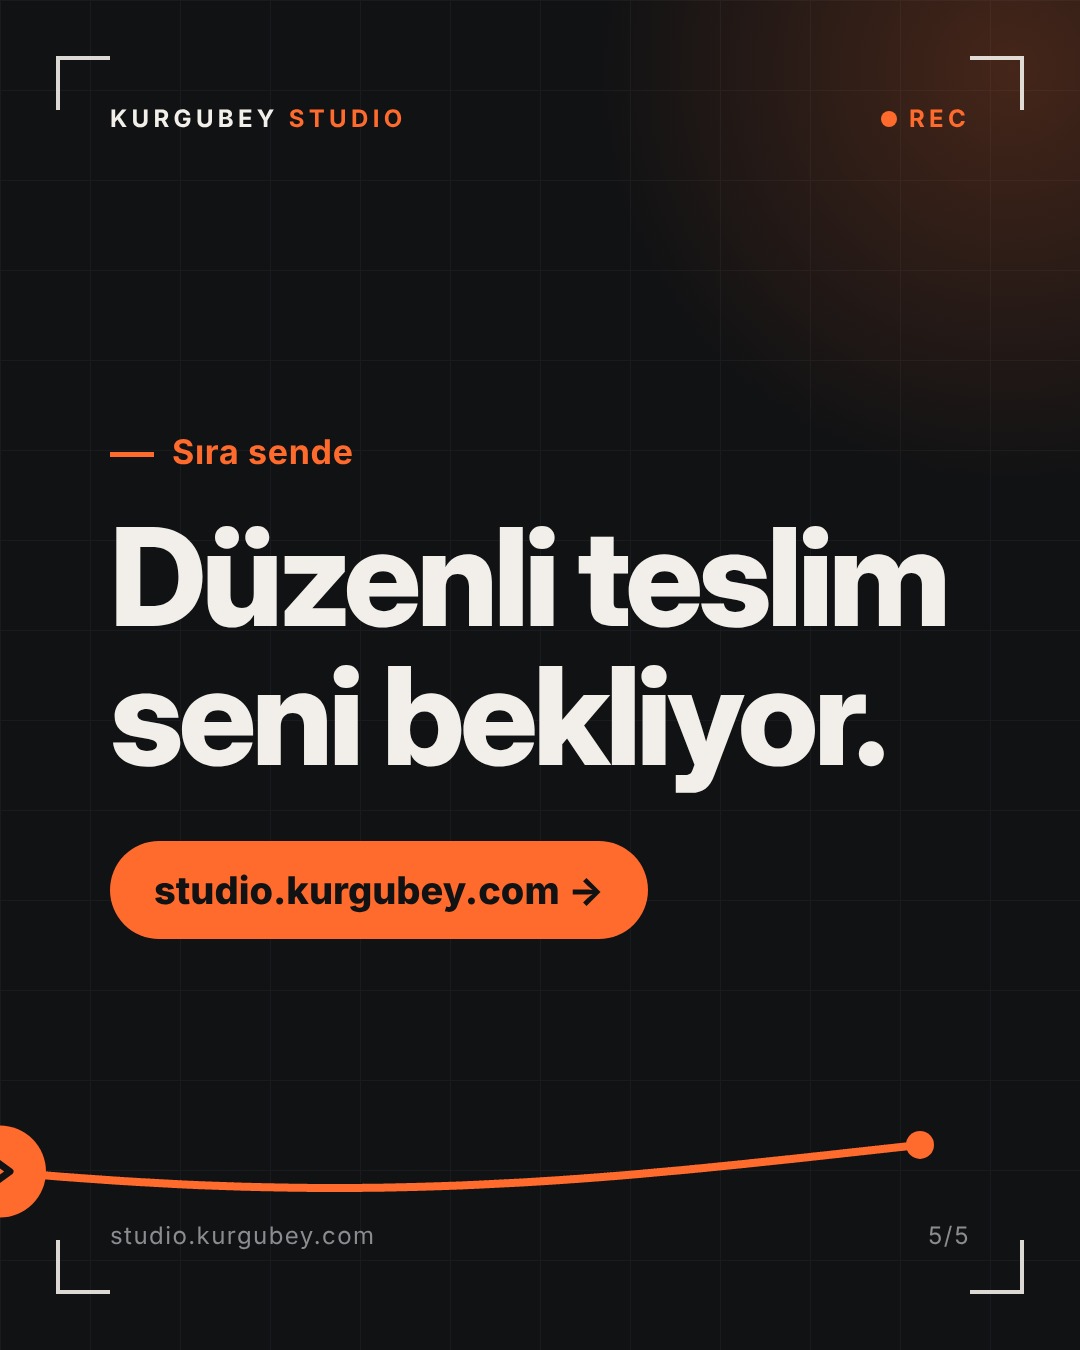 KURGUBEY STUDIO
REC
Sıra sende
Düzenli teslim
seni bekliyor.
studio.kurgubey.com →
studio.kurgubey.com
5/5